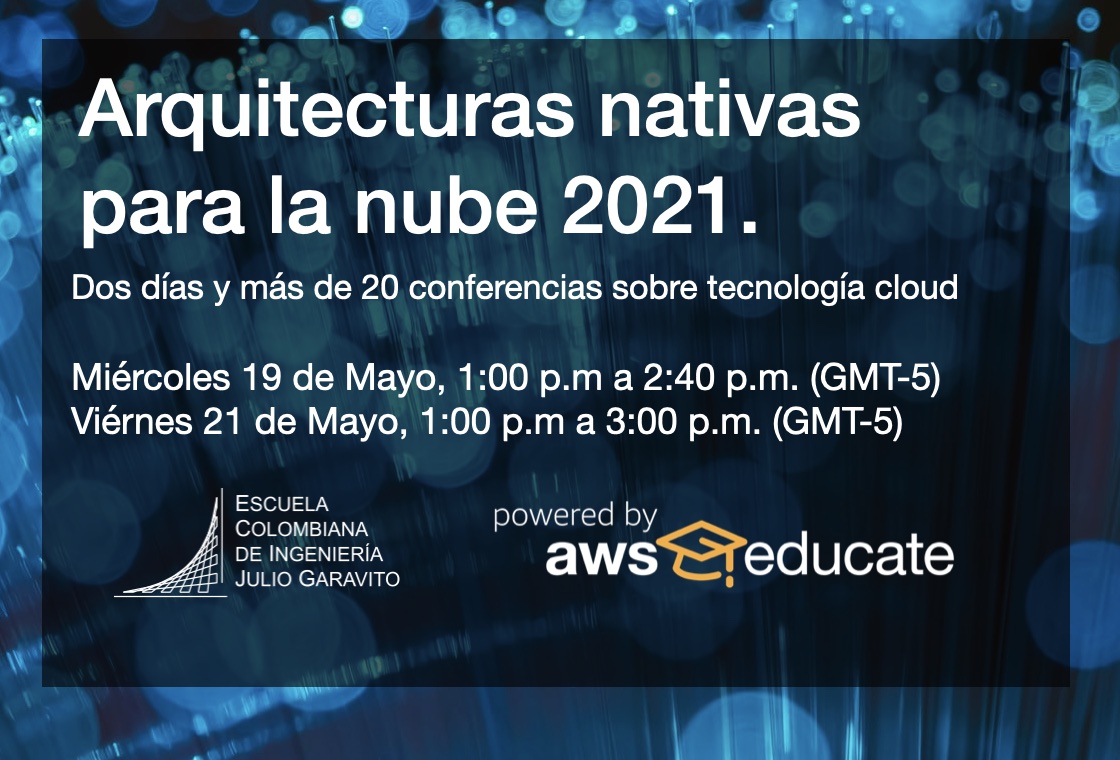 Arquitecturas nativas
para la nube 2021.
Dos días y más de 20 conferencias sobre tecnología cloud
Miércoles 19 de Mayo, 1:00 p.m a 2:40 p.m. (GMT-5)
Viérnes 21 de Mayo, 1:00 p.m a 3:00 p.m. (GMT-5)
ESCUELA
COLOMBIANA
DE INGENIERÍA
JULIO GARAVITO
powered by
aws educate